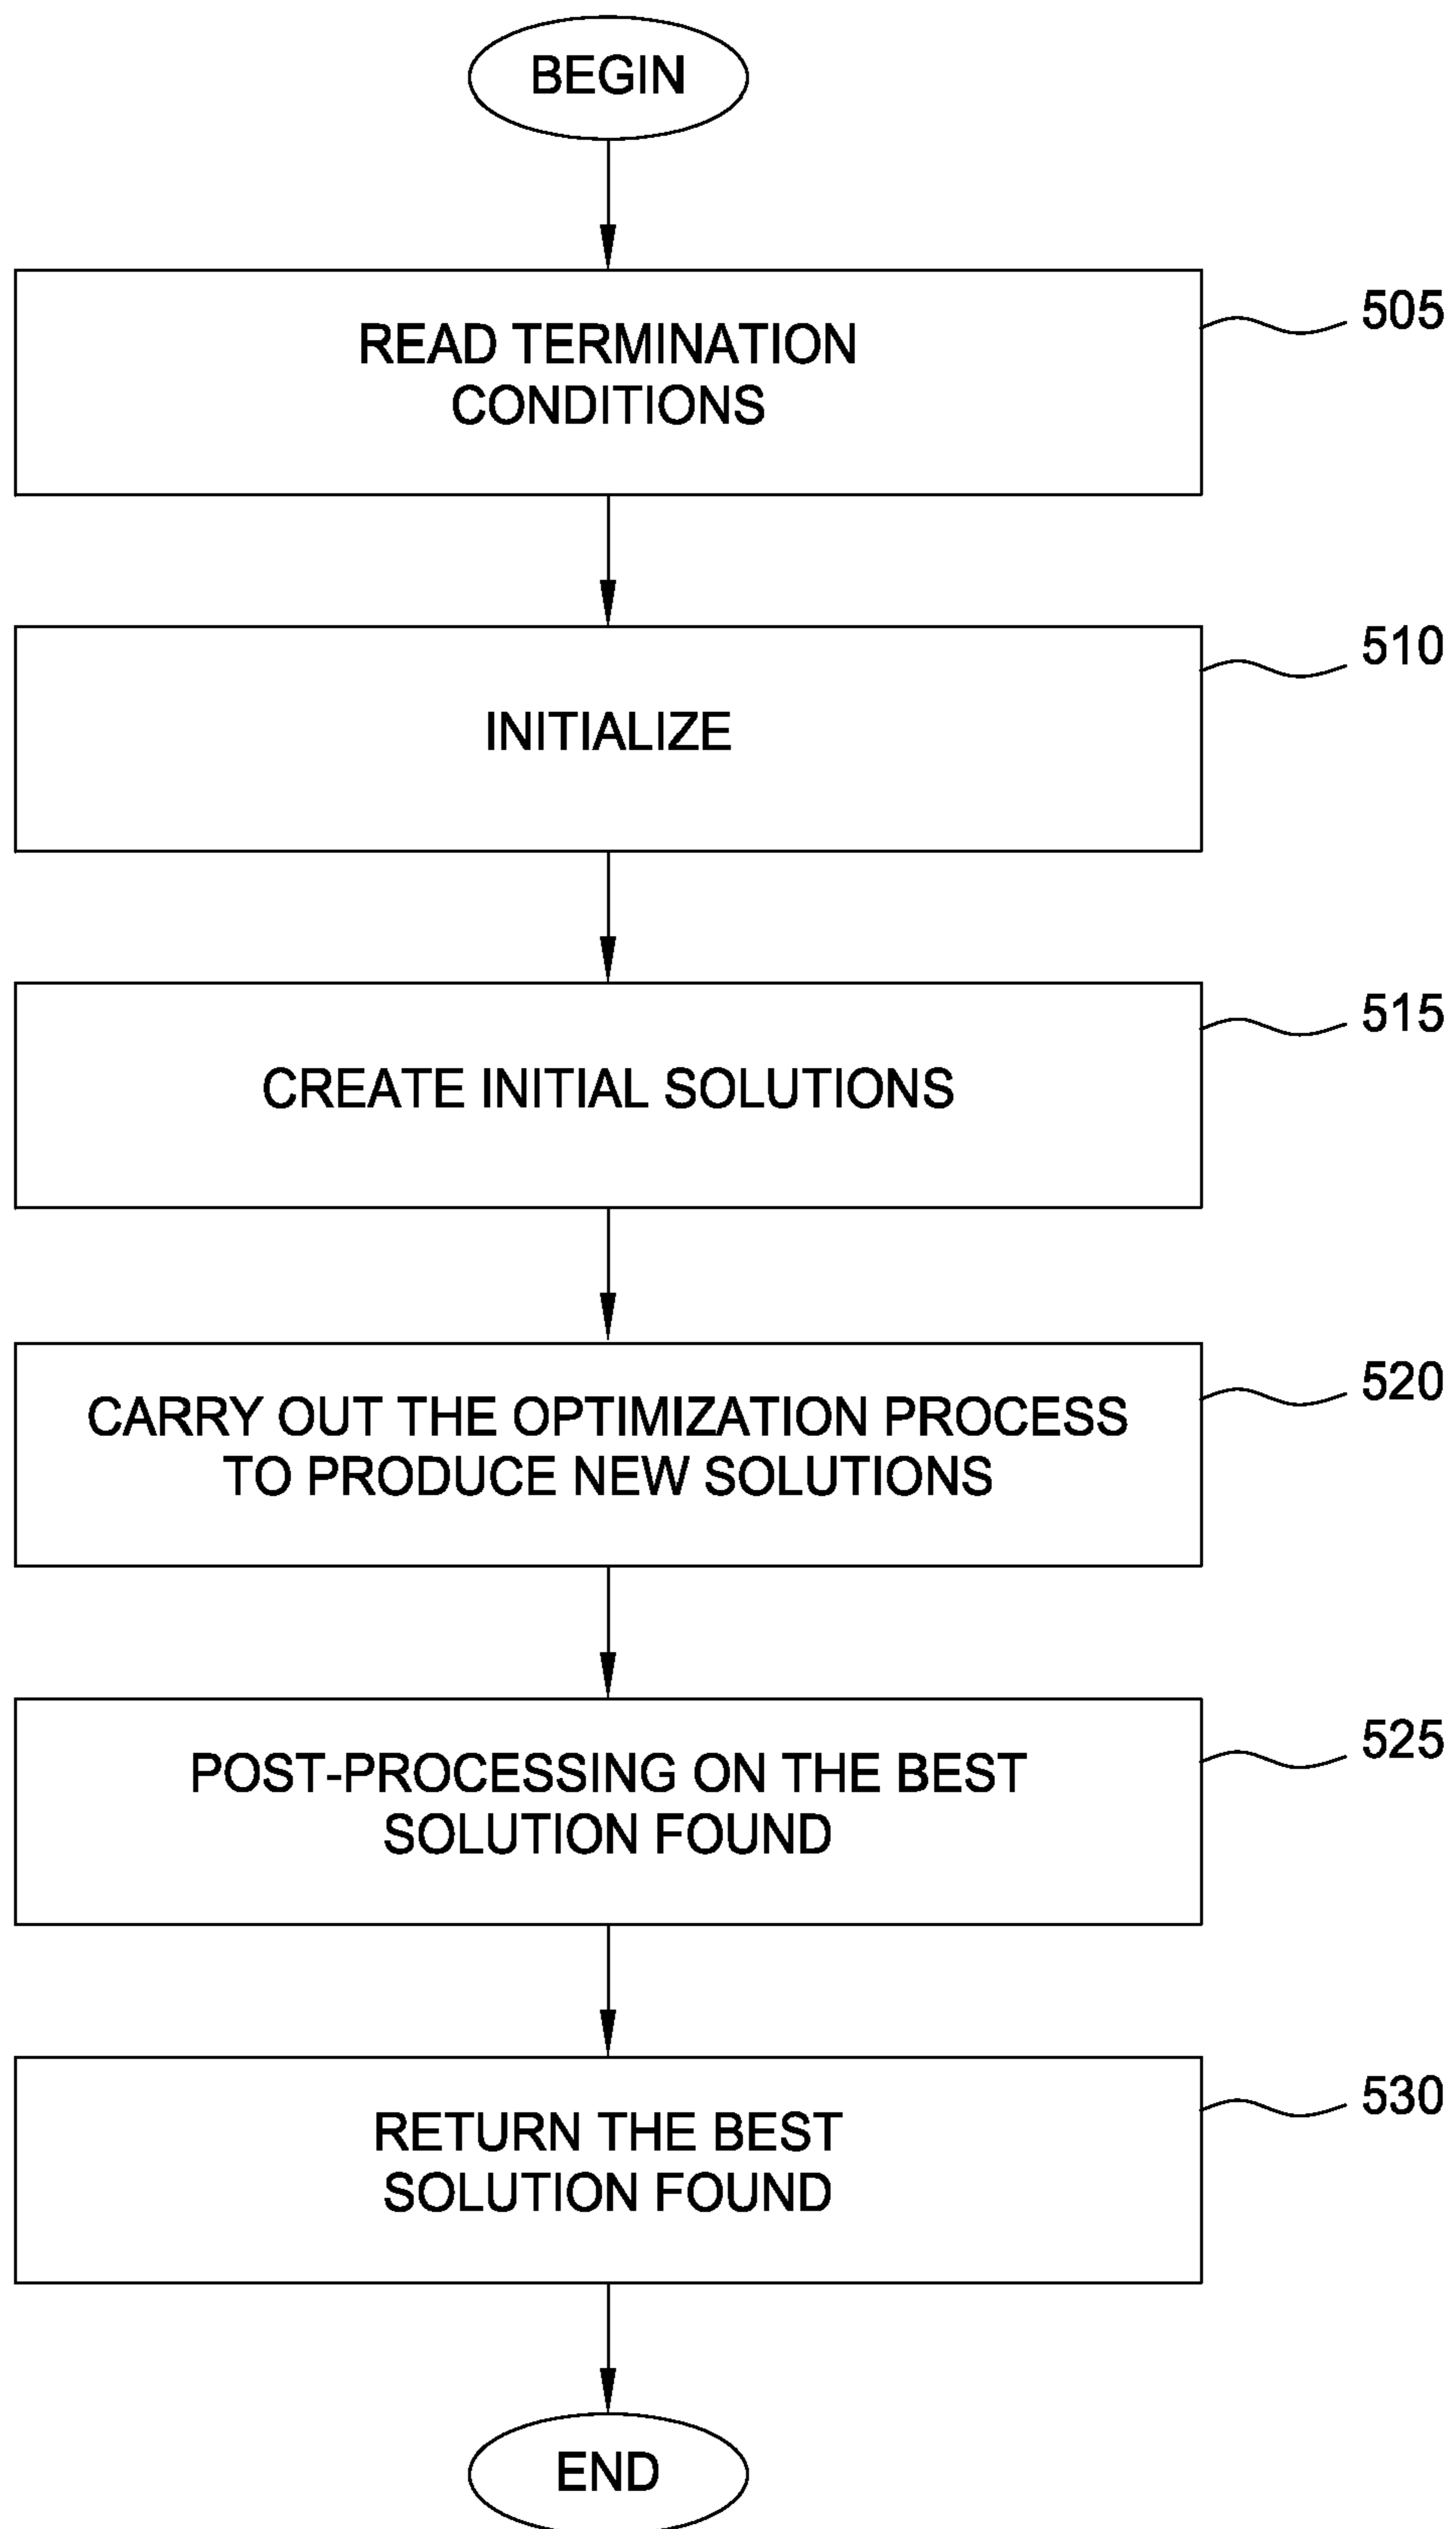 BEGIN
READ TERMINATION
CONDITIONS
505
INITIALIZE
510
CREATE INITIAL SOLUTIONS
515
CARRY OUT THE OPTIMIZATION PROCESS
TO PRODUCE NEW SOLUTIONS
520
POST-PROCESSING ON THE BEST
SOLUTION FOUND
525
RETURN THE BEST
SOLUTION FOUND
530
END